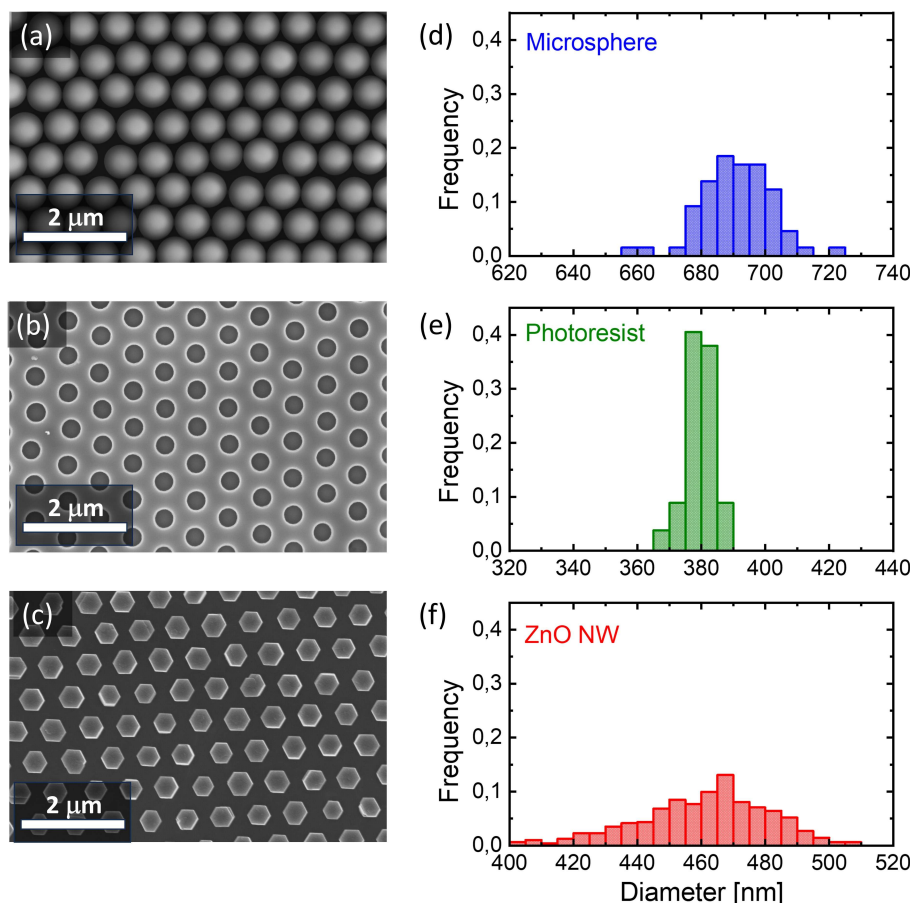 (a)
2 μm
(b)
2 μm
(c)
2 μm
(d)
Microsphere
Frequency
0,4
0,3
0,2
0,1
0,0
620 640 660 680 700 720 740
(e)
Photoresist
Frequency
0,4
0,3
0,2
0,1
0,0
320 340 360 380 400 420 440
(f)
ZnO NW
Frequency
0,4
0,3
0,2
0,1
0,0
400 420 440 460 480 500 520
Diameter [nm]